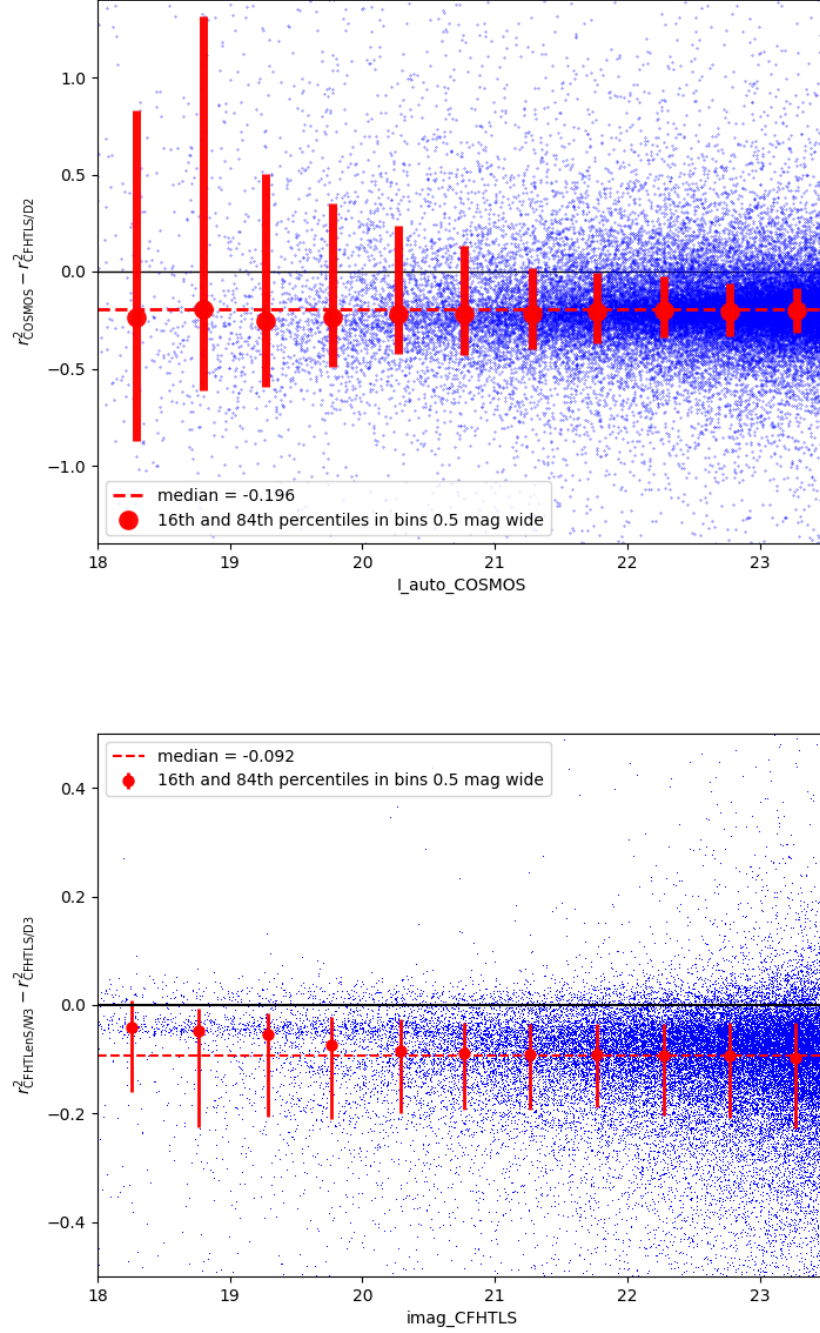 1.0
0.5
0.0
−0.5
−1.0
r²COSMOS − r²CFHTLS/D2
median = -0.196
16th and 84th percentiles in bins 0.5 mag wide
18 19 20 21 22 23
I_auto_COSMOS
median = -0.092
16th and 84th percentiles in bins 0.5 mag wide
0.4
0.2
0.0
−0.2
−0.4
r²CFHTLenS/W3 − r²CFHTLS/D3
18 19 20 21 22 23
imag_CFHTLS